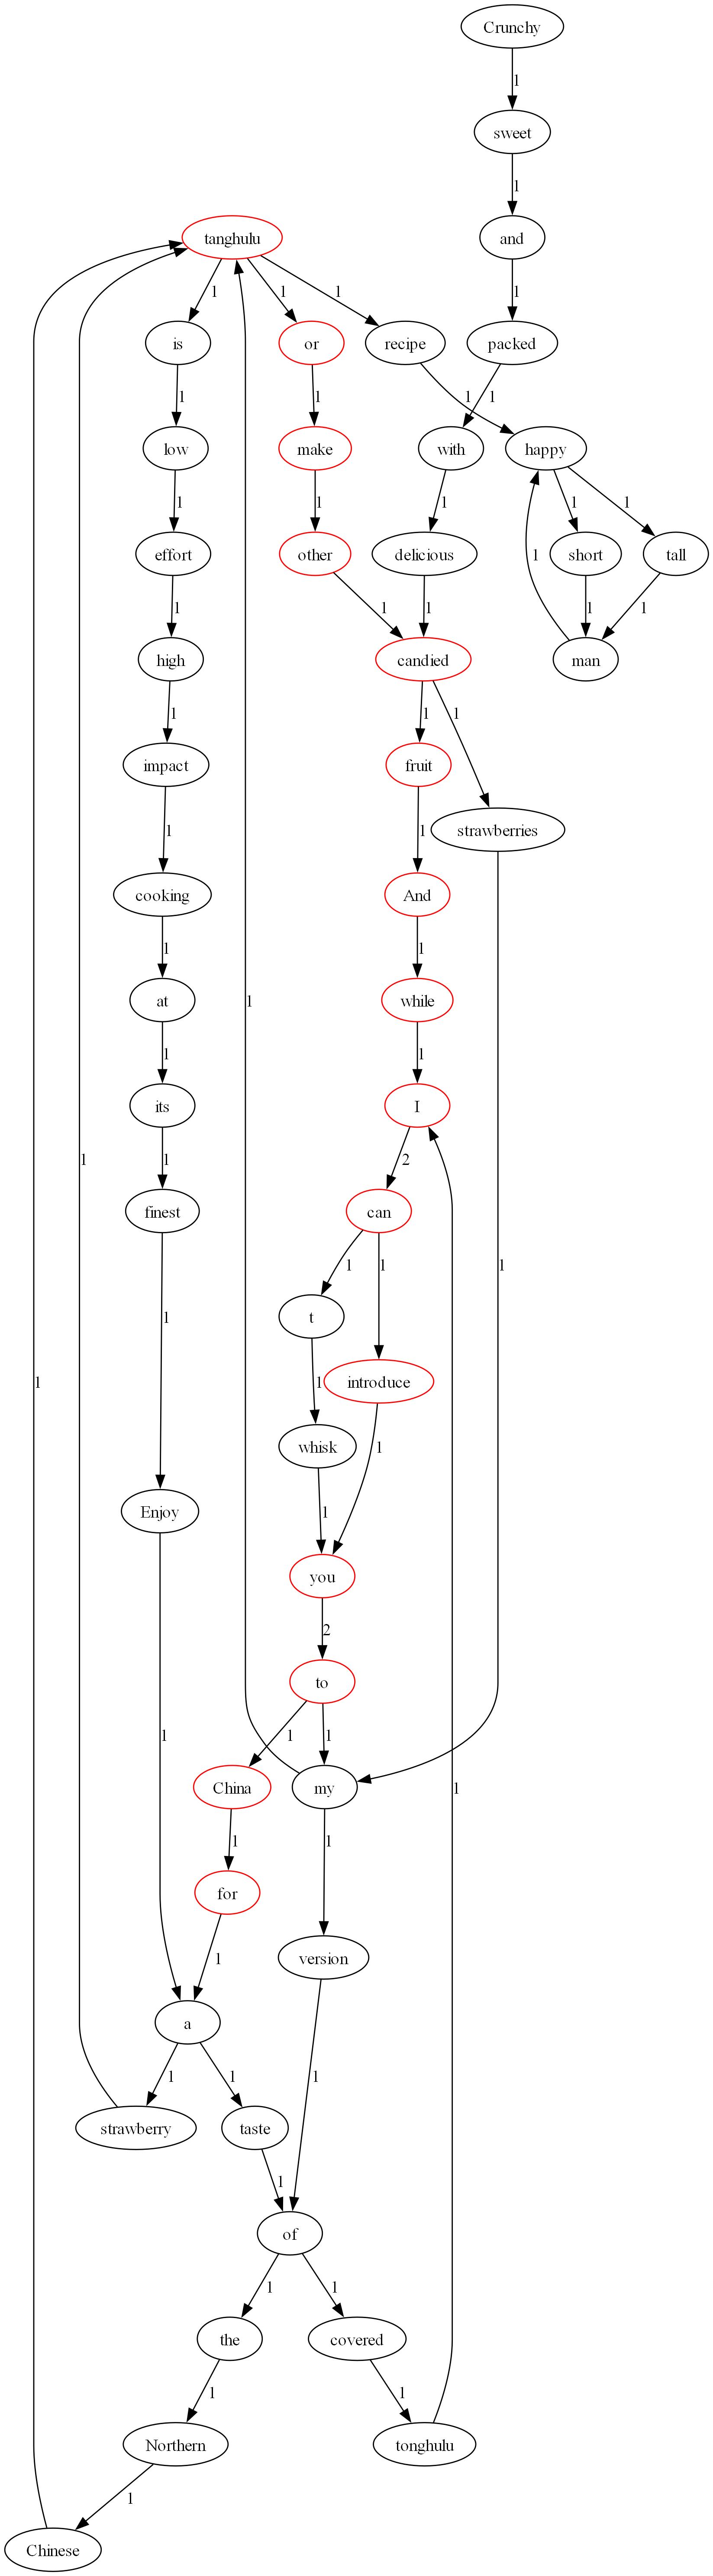 Crunchy
1
sweet
1
tanghulu
and
1
1
1
1
is
or
recipe
packed
1
1
1
1
low
make
with
happy
1
1
1
1
1
effort
other
delicious
short
tall
1
1
1
1
1
1
high
candied
man
1
1
1
impact
fruit
strawberries
1
1
cooking
And
1
1
at
while
1
1
1
its
I
1
1
2
finest
can
1
1
1
1
t
1
introduce
1
1
whisk
1
Enjoy
1
you
2
to
1
1
1
China
my
1
1
1
for
1
version
a
1
1
1
strawberry
taste
1
of
1
1
the
covered
1
1
Northern
tonghulu
1
Chinese